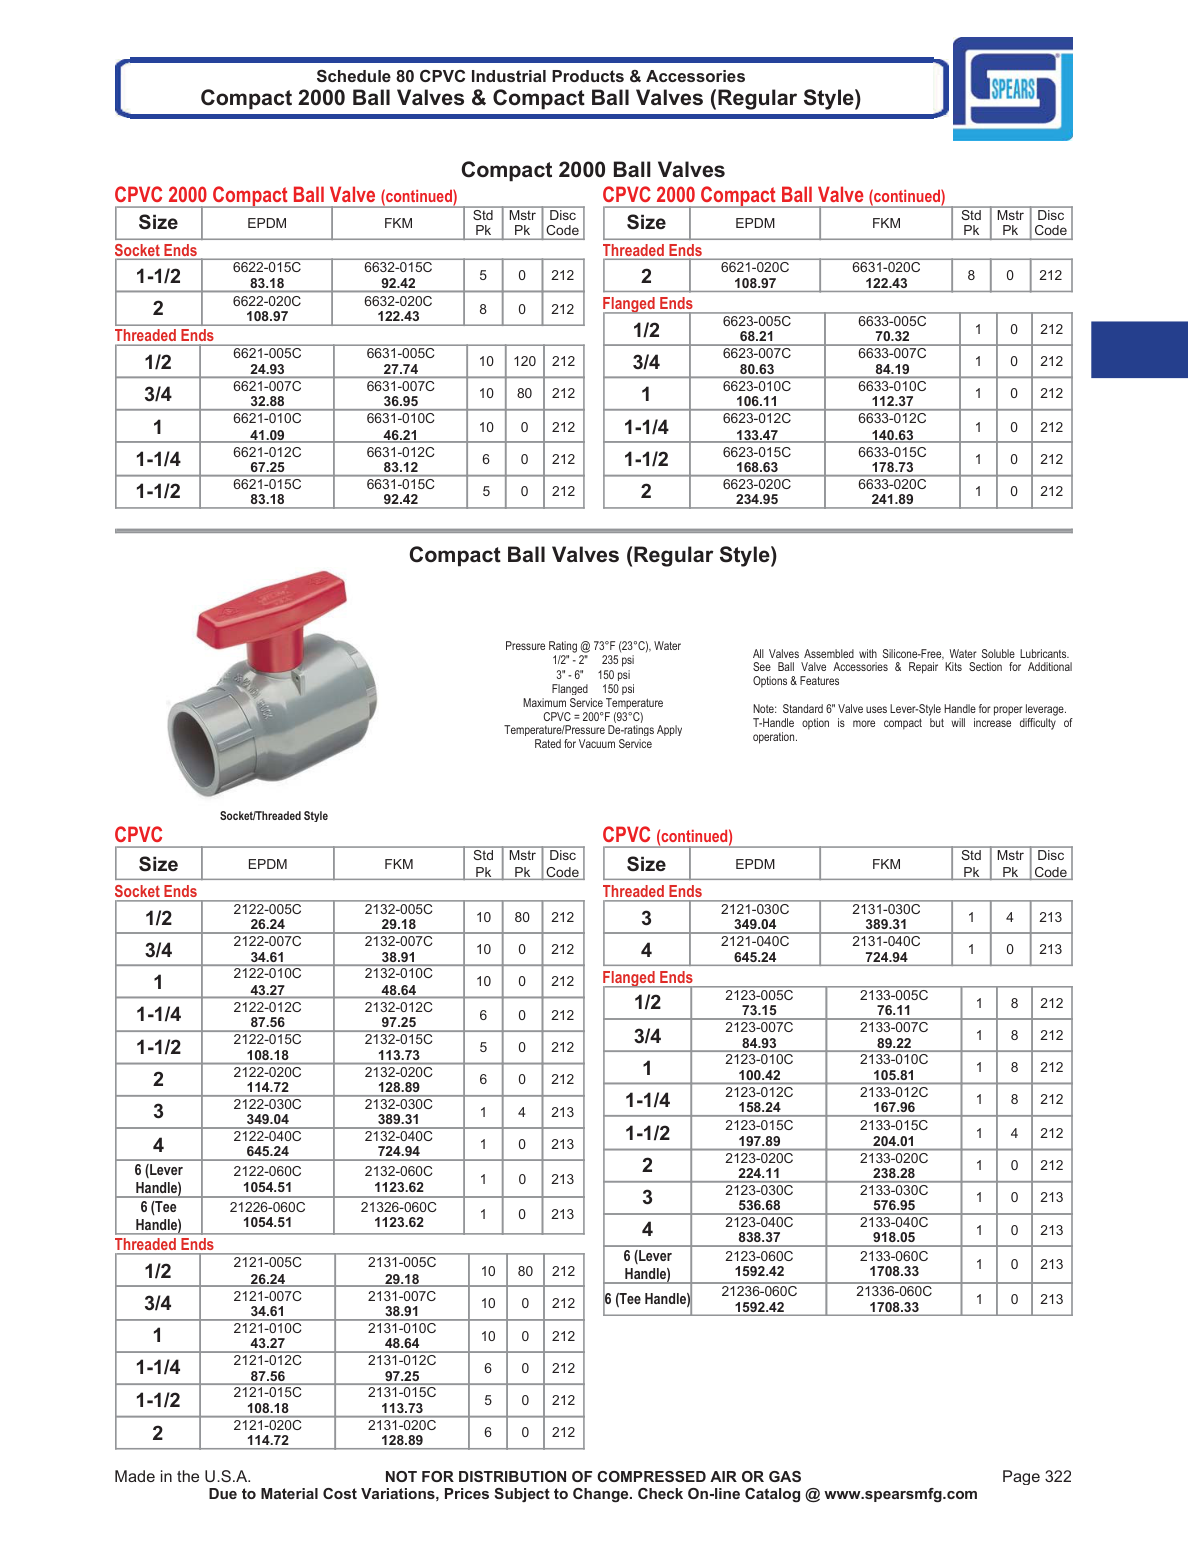 Schedule 80 CPVC Industrial Products & Accessories
Compact 2000 Ball Valves & Compact Ball Valves (Regular Style)
SPEARS
®
Compact 2000 Ball Valves
CPVC 2000 Compact Ball Valve (continued)
Size EPDM FKM Std Pk Mstr Pk Disc Code
Socket Ends
1-1/2 6622-015C 83.18 6632-015C 92.42 5 0 212
2 6622-020C 108.97 6632-020C 122.43 8 0 212
Threaded Ends
1/2 6621-005C 24.93 6631-005C 27.74 10 120 212
3/4 6621-007C 32.88 6631-007C 36.95 10 80 212
1 6621-010C 41.09 6631-010C 46.21 10 0 212
1-1/4 6621-012C 67.25 6631-012C 83.12 6 0 212
1-1/2 6621-015C 83.18 6631-015C 92.42 5 0 212
CPVC 2000 Compact Ball Valve (continued)
Size EPDM FKM Std Pk Mstr Pk Disc Code
Threaded Ends
2 6621-020C 108.97 6631-020C 122.43 8 0 212
Flanged Ends
1/2 6623-005C 68.21 6633-005C 70.32 1 0 212
3/4 6623-007C 80.63 6633-007C 84.19 1 0 212
1 6623-010C 106.11 6633-010C 112.37 1 0 212
1-1/4 6623-012C 133.47 6633-012C 140.63 1 0 212
1-1/2 6623-015C 168.63 6633-015C 178.73 1 0 212
2 6623-020C 234.95 6633-020C 241.89 1 0 212
Compact Ball Valves (Regular Style)
Socket/Threaded Style
Pressure Rating @ 73°F (23°C), Water
1/2" - 2" 235 psi
3" - 6" 150 psi
Flanged 150 psi
Maximum Service Temperature
CPVC = 200°F (93°C)
Temperature/Pressure De-ratings Apply
Rated for Vacuum Service
All Valves Assembled with Silicone-Free, Water Soluble Lubricants.
See Ball Valve Accessories & Repair Kits Section for Additional
Options & Features
Note: Standard 6" Valve uses Lever-Style Handle for proper leverage.
T-Handle option is more compact but will increase difficulty of
operation.
CPVC
Size EPDM FKM Std Pk Mstr Pk Disc Code
Socket Ends
1/2 2122-005C 26.24 2132-005C 29.18 10 80 212
3/4 2122-007C 34.61 2132-007C 38.91 10 0 212
1 2122-010C 43.27 2132-010C 48.64 10 0 212
1-1/4 2122-012C 87.56 2132-012C 97.25 6 0 212
1-1/2 2122-015C 108.18 2132-015C 113.73 5 0 212
2 2122-020C 114.72 2132-020C 128.89 6 0 212
3 2122-030C 349.04 2132-030C 389.31 1 4 213
4 2122-040C 645.24 2132-040C 724.94 1 0 213
6 (Lever Handle) 2122-060C 1054.51 2132-060C 1123.62 1 0 213
6 (Tee Handle) 21226-060C 1054.51 21326-060C 1123.62 1 0 213
Threaded Ends
1/2 2121-005C 26.24 2131-005C 29.18 10 80 212
3/4 2121-007C 34.61 2131-007C 38.91 10 0 212
1 2121-010C 43.27 2131-010C 48.64 10 0 212
1-1/4 2121-012C 87.56 2131-012C 97.25 6 0 212
1-1/2 2121-015C 108.18 2131-015C 113.73 5 0 212
2 2121-020C 114.72 2131-020C 128.89 6 0 212
CPVC (continued)
Size EPDM FKM Std Pk Mstr Pk Disc Code
Threaded Ends
3 2121-030C 349.04 2131-030C 389.31 1 4 213
4 2121-040C 645.24 2131-040C 724.94 1 0 213
Flanged Ends
1/2 2123-005C 73.15 2133-005C 76.11 1 8 212
3/4 2123-007C 84.93 2133-007C 89.22 1 8 212
1 2123-010C 100.42 2133-010C 105.81 1 8 212
1-1/4 2123-012C 158.24 2133-012C 167.96 1 8 212
1-1/2 2123-015C 197.89 2133-015C 204.01 1 4 212
2 2123-020C 224.11 2133-020C 238.28 1 0 212
3 2123-030C 536.68 2133-030C 576.95 1 0 213
4 2123-040C 838.37 2133-040C 918.05 1 0 213
6 (Lever Handle) 2123-060C 1592.42 2133-060C 1708.33 1 0 213
6 (Tee Handle) 21236-060C 1592.42 21336-060C 1708.33 1 0 213
Made in the U.S.A. NOT FOR DISTRIBUTION OF COMPRESSED AIR OR GAS Page 322
Due to Material Cost Variations, Prices Subject to Change. Check On-line Catalog @ www.spearsmfg.com